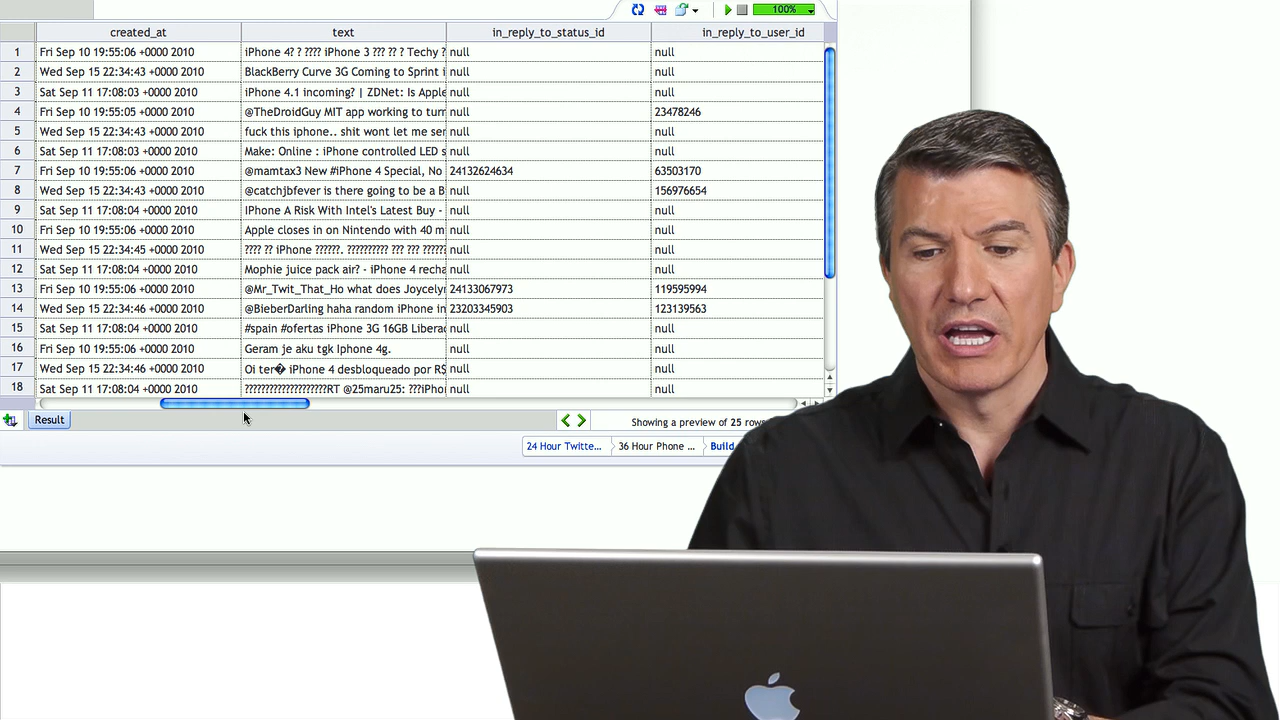 100%
created_at text in_reply_to_status_id in_reply_to_user_id
1 Fri Sep 10 19:55:06 +0000 2010 iPhone 4? ? ???? iPhone 3 ??? ?? ? Techy ? null null
2 Wed Sep 15 22:34:43 +0000 2010 BlackBerry Curve 3G Coming to Sprint i null null
3 Sat Sep 11 17:08:03 +0000 2010 iPhone 4.1 incoming? | ZDNet: Is Apple null null
4 Fri Sep 10 19:55:05 +0000 2010 @TheDroidGuy MIT app working to turn null 23478246
5 Wed Sep 15 22:34:43 +0000 2010 fuck this iphone.. shit wont let me ser null null
6 Sat Sep 11 17:08:03 +0000 2010 Make: Online : iPhone controlled LED s null null
7 Fri Sep 10 19:55:06 +0000 2010 @mamtax3 New #iPhone 4 Special, No 24132624634 63503170
8 Wed Sep 15 22:34:43 +0000 2010 @catchjbfever is there going to be a B null 156976654
9 Sat Sep 11 17:08:04 +0000 2010 IPhone A Risk With Intel's Latest Buy - null null
10 Fri Sep 10 19:55:06 +0000 2010 Apple closes in on Nintendo with 40 m null null
11 Wed Sep 15 22:34:45 +0000 2010 ???? ?? iPhone ??????. ?????????? ??? ??? ?????? null null
12 Sat Sep 11 17:08:04 +0000 2010 Mophie juice pack air? - iPhone 4 recha null null
13 Fri Sep 10 19:55:06 +0000 2010 @Mr_Twit_That_Ho what does Joycelyn 24133067973 119595994
14 Wed Sep 15 22:34:46 +0000 2010 @BieberDarling haha random iPhone in 23203345903 123139563
15 Sat Sep 11 17:08:04 +0000 2010 #spain #ofertas iPhone 3G 16GB Liberac null null
16 Fri Sep 10 19:55:06 +0000 2010 Geram je aku tgk Iphone 4g. null null
17 Wed Sep 15 22:34:46 +0000 2010 Oi ter� iPhone 4 desbloqueado por R$ null null
18 Sat Sep 11 17:08:04 +0000 2010 ????????????????????RT @25maru25: ???iPho null null
Result Showing a preview of 25 rows
24 Hour Twitte... 36 Hour Phone ... Build